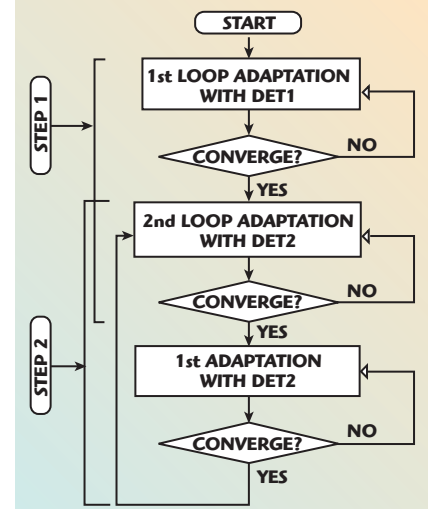 START
1st LOOP ADAPTATION
WITH DET1
STEP 1
CONVERGE?
NO
YES
2nd LOOP ADAPTATION
WITH DET2
CONVERGE?
NO
YES
STEP 2
1st ADAPTATION
WITH DET2
CONVERGE?
NO
YES